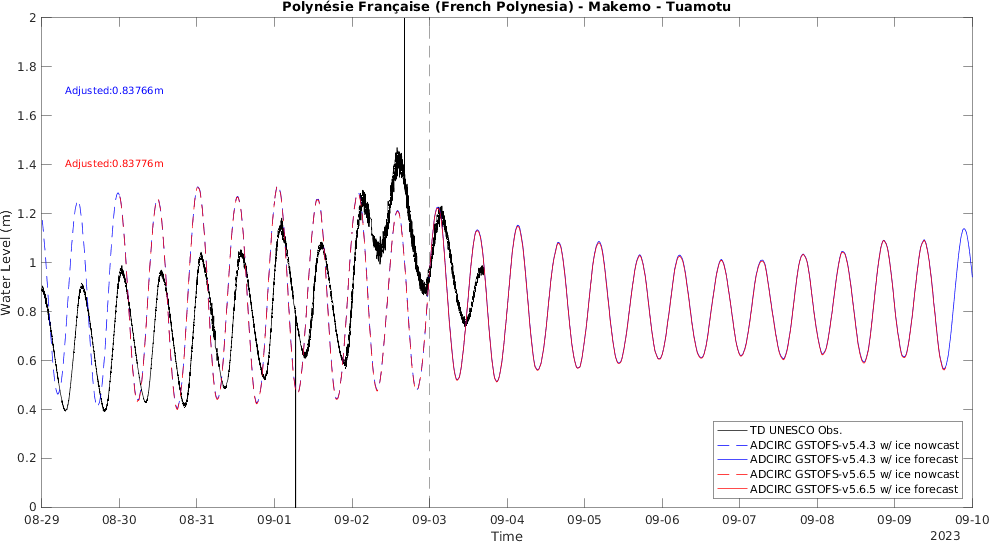 Polynésie Française (French Polynesia) - Makemo - Tuamotu
2
1.8
1.6
1.4
1.2
1
0.8
0.6
0.4
0.2
0
Water Level (m)
Adjusted:0.83766m
Adjusted:0.83776m
TD UNESCO Obs.
ADCIRC GSTOFS-v5.4.3 w/ ice nowcast
ADCIRC GSTOFS-v5.4.3 w/ ice forecast
ADCIRC GSTOFS-v5.6.5 w/ ice nowcast
ADCIRC GSTOFS-v5.6.5 w/ ice forecast
08-29 08-30 08-31 09-01 09-02 09-03 09-04 09-05 09-06 09-07 09-08 09-09 09-10
Time
2023